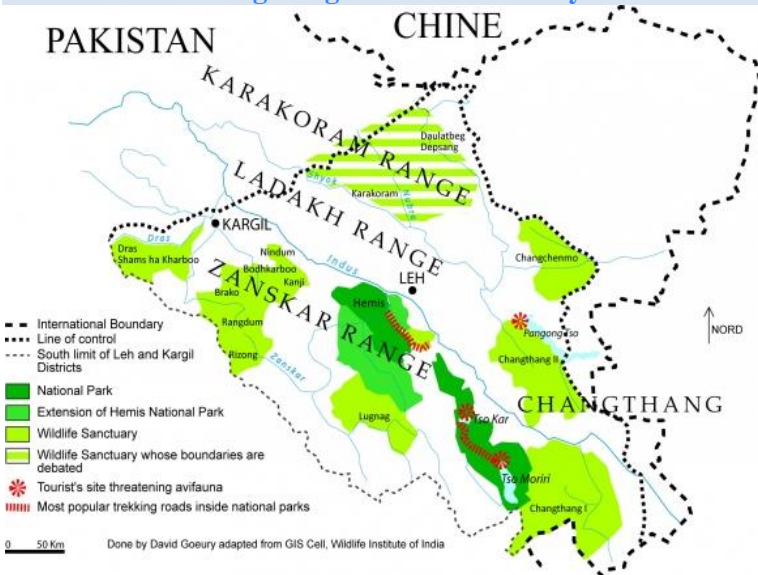 PAKISTAN
CHINE
KARAKORAM RANGE
Daulatbeg
Depsang
Shyok
Nubra
Karakoram
LADAKH RANGE
KARGIL
Dras
Dras
Shams ha Kharboo
Nindum
Bodhkarboo
Kanji
Indus
LEH
Changchenmo
ZANSKAR RANGE
Brako
Hemis
Rangdum
Rizong
Zanskar
Pangong Tso
NORD
Changthang II
CHANGTHANG
Lugnag
Tso Kar
Tso Moriri
Changthang I
International Boundary
Line of control
South limit of Leh and Kargil
Districts
National Park
Extension of Hemis National Park
Wildlife Sanctuary
Wildlife Sanctuary whose boundaries are
debated
Tourist's site threatening avifauna
Most popular trekking roads inside national parks
0 50 Km
Done by David Goeury adapted from GIS Cell, Wildlife Institute of India